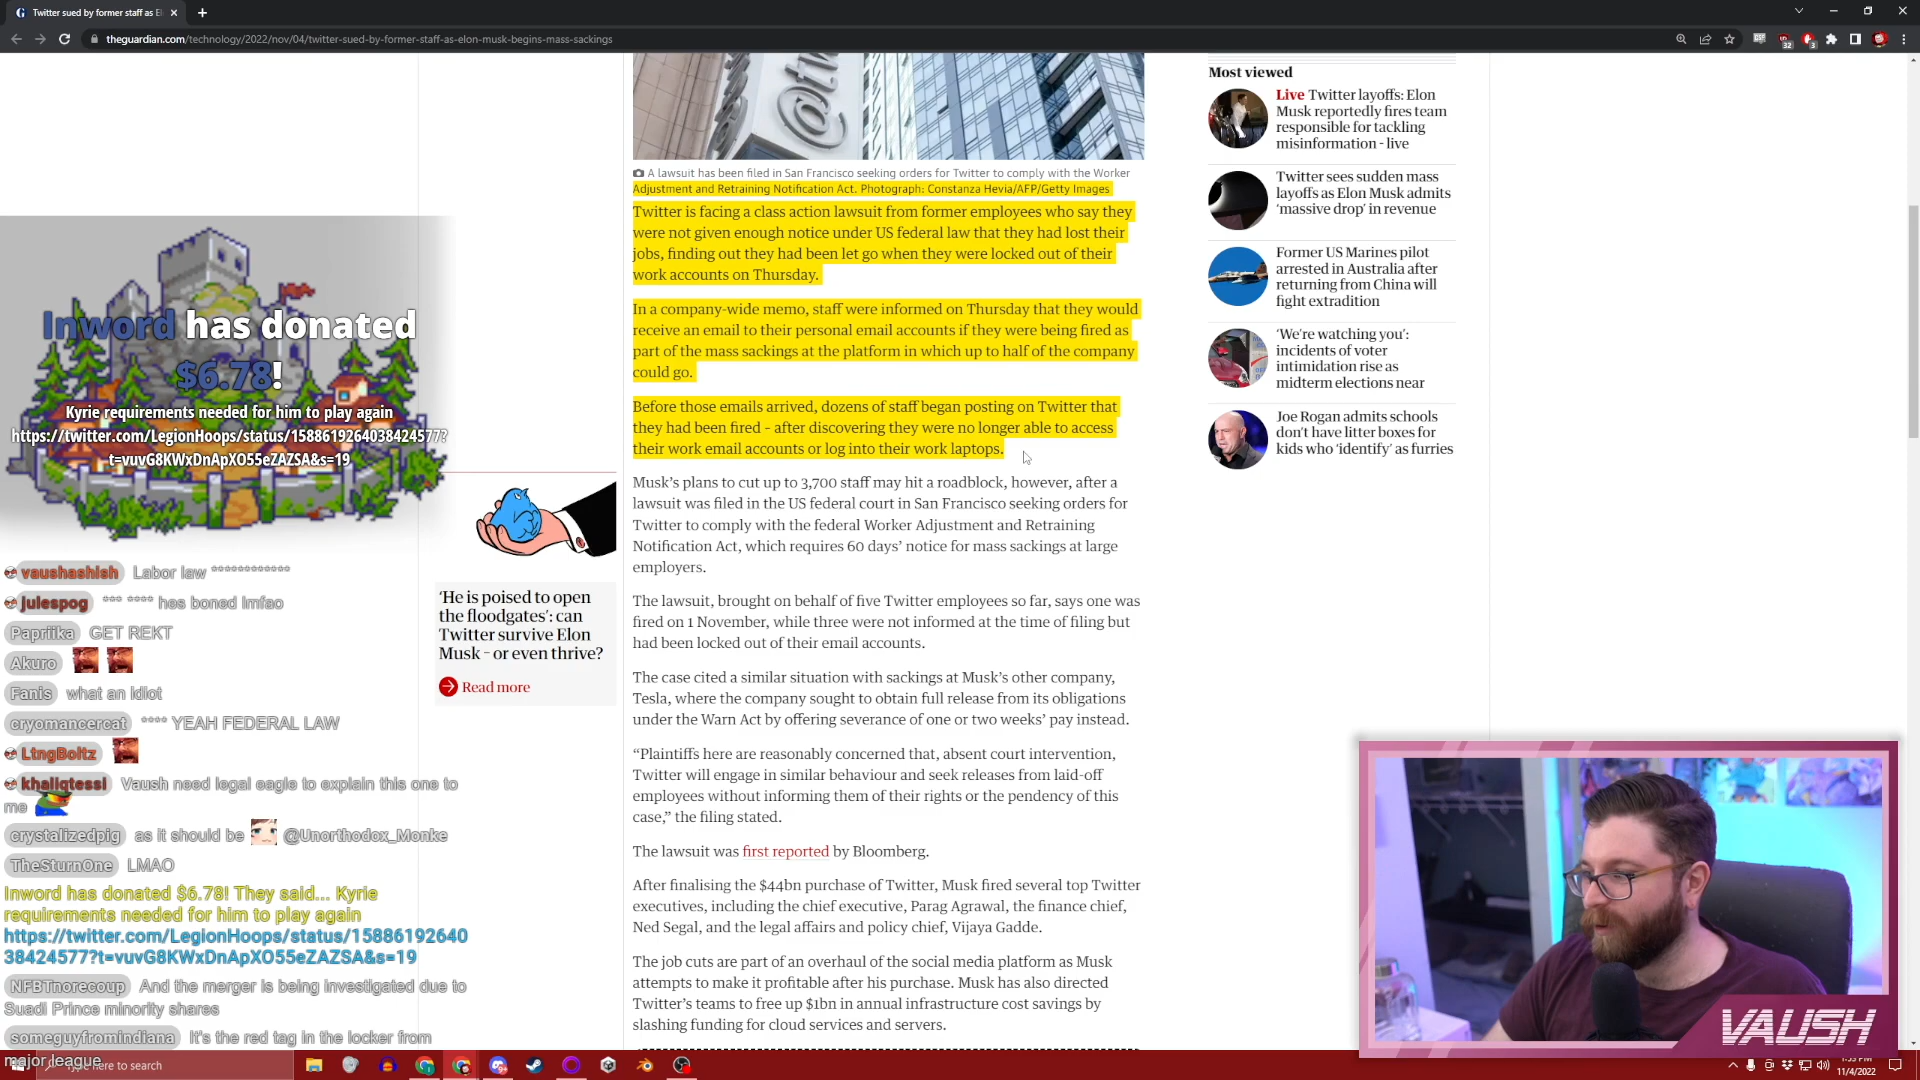 Twitter sued by former staff as El
theguardian.com/technology/2022/nov/04/twitter-sued-by-former-staff-as-elon-musk-begins-mass-sackings
32
3
@tw
A lawsuit has been filed in San Francisco seeking orders for Twitter to comply with the Worker
Adjustment and Retraining Notification Act. Photograph: Constanza Hevia/AFP/Getty Images
Twitter is facing a class action lawsuit from former employees who say they
were not given enough notice under US federal law that they had lost their
jobs, finding out they had been let go when they were locked out of their
work accounts on Thursday.
In a company-wide memo, staff were informed on Thursday that they would
receive an email to their personal email accounts if they were being fired as
part of the mass sackings at the platform in which up to half of the company
could go.
Before those emails arrived, dozens of staff began posting on Twitter that
they had been fired – after discovering they were no longer able to access
their work email accounts or log into their work laptops.
Musk's plans to cut up to 3,700 staff may hit a roadblock, however, after a
lawsuit was filed in the US federal court in San Francisco seeking orders for
Twitter to comply with the federal Worker Adjustment and Retraining
Notification Act, which requires 60 days' notice for mass sackings at large
employers.
The lawsuit, brought on behalf of five Twitter employees so far, says one was
fired on 1 November, while three were not informed at the time of filing but
had been locked out of their email accounts.
The case cited a similar situation with sackings at Musk's other company,
Tesla, where the company sought to obtain full release from its obligations
under the Warn Act by offering severance of one or two weeks' pay instead.
“Plaintiffs here are reasonably concerned that, absent court intervention,
Twitter will engage in similar behaviour and seek releases from laid-off
employees without informing them of their rights or the pendency of this
case,” the filing stated.
The lawsuit was first reported by Bloomberg.
After finalising the $44bn purchase of Twitter, Musk fired several top Twitter
executives, including the chief executive, Parag Agrawal, the finance chief,
Ned Segal, and the legal affairs and policy chief, Vijaya Gadde.
The job cuts are part of an overhaul of the social media platform as Musk
attempts to make it profitable after his purchase. Musk has also directed
Twitter's teams to free up $1bn in annual infrastructure cost savings by
slashing funding for cloud services and servers.
Most viewed
Live Twitter layoffs: Elon
Musk reportedly fires team
responsible for tackling
misinformation - live
Twitter sees sudden mass
layoffs as Elon Musk admits
‘massive drop’ in revenue
Former US Marines pilot
arrested in Australia after
returning from China will
fight extradition
‘We're watching you’:
incidents of voter
intimidation rise as
midterm elections near
Joe Rogan admits schools
don't have litter boxes for
kids who ‘identify’ as furries
‘He is poised to open
the floodgates’: can
Twitter survive Elon
Musk – or even thrive?
Read more
Inword has donated
$6.78!
Kyrie requirements needed for him to play again
https://twitter.com/LegionHoops/status/1588619264038424577?
t=vuvG8KWxDnApXO55eZAZSA&s=19
vaushashish Labor law ************
julespog *** **** hes boned lmfao
Papriika GET REKT
Akuro
Fanis what an idiot
cryomancercat **** YEAH FEDERAL LAW
LtngBoltz
khaliqtessi Vaush need legal eagle to explain this one to
me
crystalizedpig as it should be @Unorthodox_Monke
TheSturnOne LMAO
Inword has donated $6.78! They said... Kyrie
requirements needed for him to play again
https://twitter.com/LegionHoops/status/15886192640
38424577?t=vuvG8KWxDnApXO55eZAZSA&s=19
NFBTnorecoup And the merger is being investigated due to
Suadi Prince minority shares
someguyfromindiana It's the red tag in the locker from
major league
here to search
VAUSH
11/4/2022